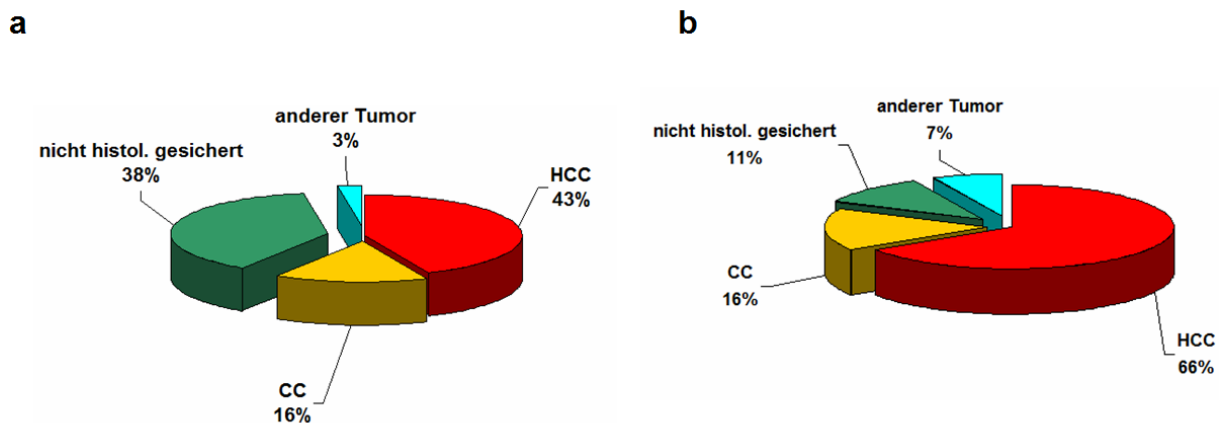 a
anderer Tumor
3%
nicht histol. gesichert
38%
HCC
43%
CC
16%
b
anderer Tumor
7%
nicht histol. gesichert
11%
CC
16%
HCC
66%